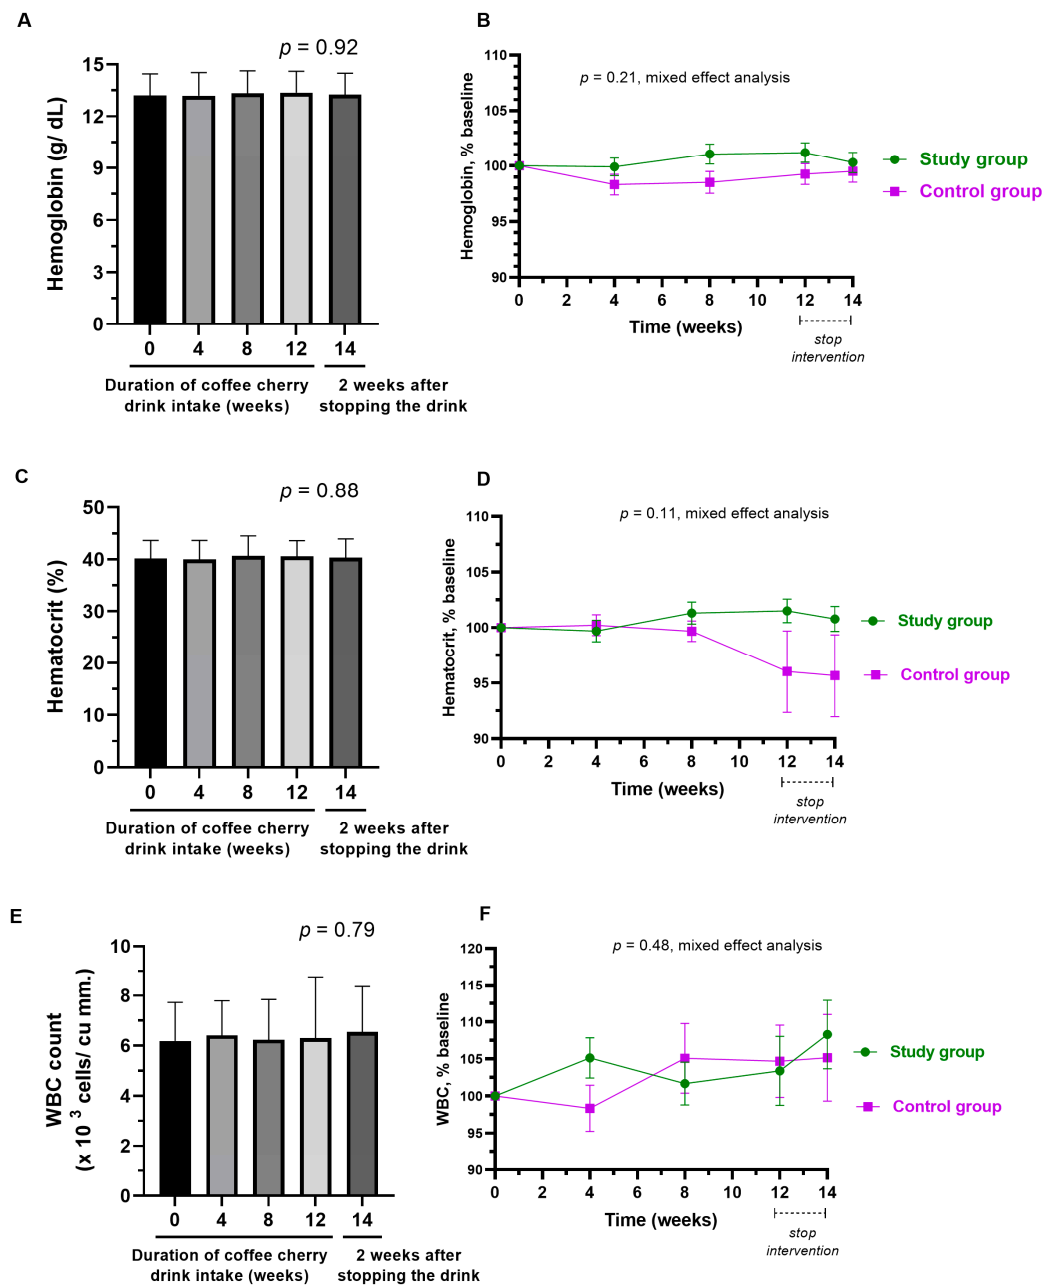 A
p = 0.92
Hemoglobin (g/ dL)
15
12
9
6
3
0
0 4 8 12 14
Duration of coffee cherry
drink intake (weeks)
2 weeks after
stopping the drink
B
p = 0.21, mixed effect analysis
Hemoglobin, % baseline
110
105
100
95
90
0 2 4 6 8 10 12 14
Time (weeks)
stop
intervention
Study group
Control group
C
p = 0.88
Hematocrit (%)
50
40
30
20
10
0
0 4 8 12 14
Duration of coffee cherry
drink intake (weeks)
2 weeks after
stopping the drink
D
p = 0.11, mixed effect analysis
Hematocrit, % baseline
110
105
100
95
90
0 2 4 6 8 10 12 14
Time (weeks)
stop
intervention
Study group
Control group
E
p = 0.79
WBC count
(x 10 3 cells/ cu mm.)
10
8
6
4
2
0
0 4 8 12 14
Duration of coffee cherry
drink intake (weeks)
2 weeks after
stopping the drink
F
p = 0.48, mixed effect analysis
WBC, % baseline
120
115
110
105
100
95
90
0 2 4 6 8 10 12 14
Time (weeks)
stop
intervention
Study group
Control group